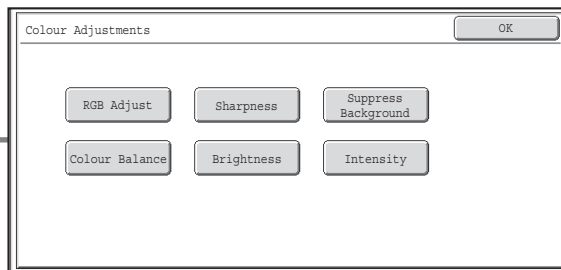 Colour Adjustments
OK
RGB Adjust
Sharpness
Suppress
Background
Colour Balance
Brightness
Intensity